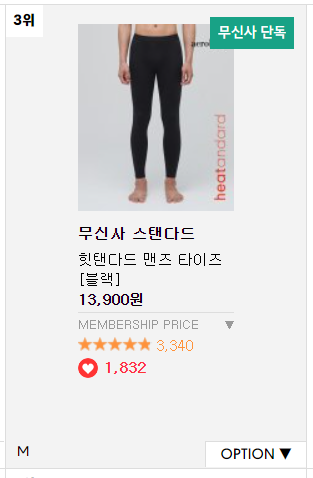 3위
무신사 단독
heatandard
무신사 스탠다드
힛탠다드 맨즈 타이즈
[블랙]
13,900원
MEMBERSHIP PRICE ▼
★★★★★ 3,340
1,832
M
OPTION ▼